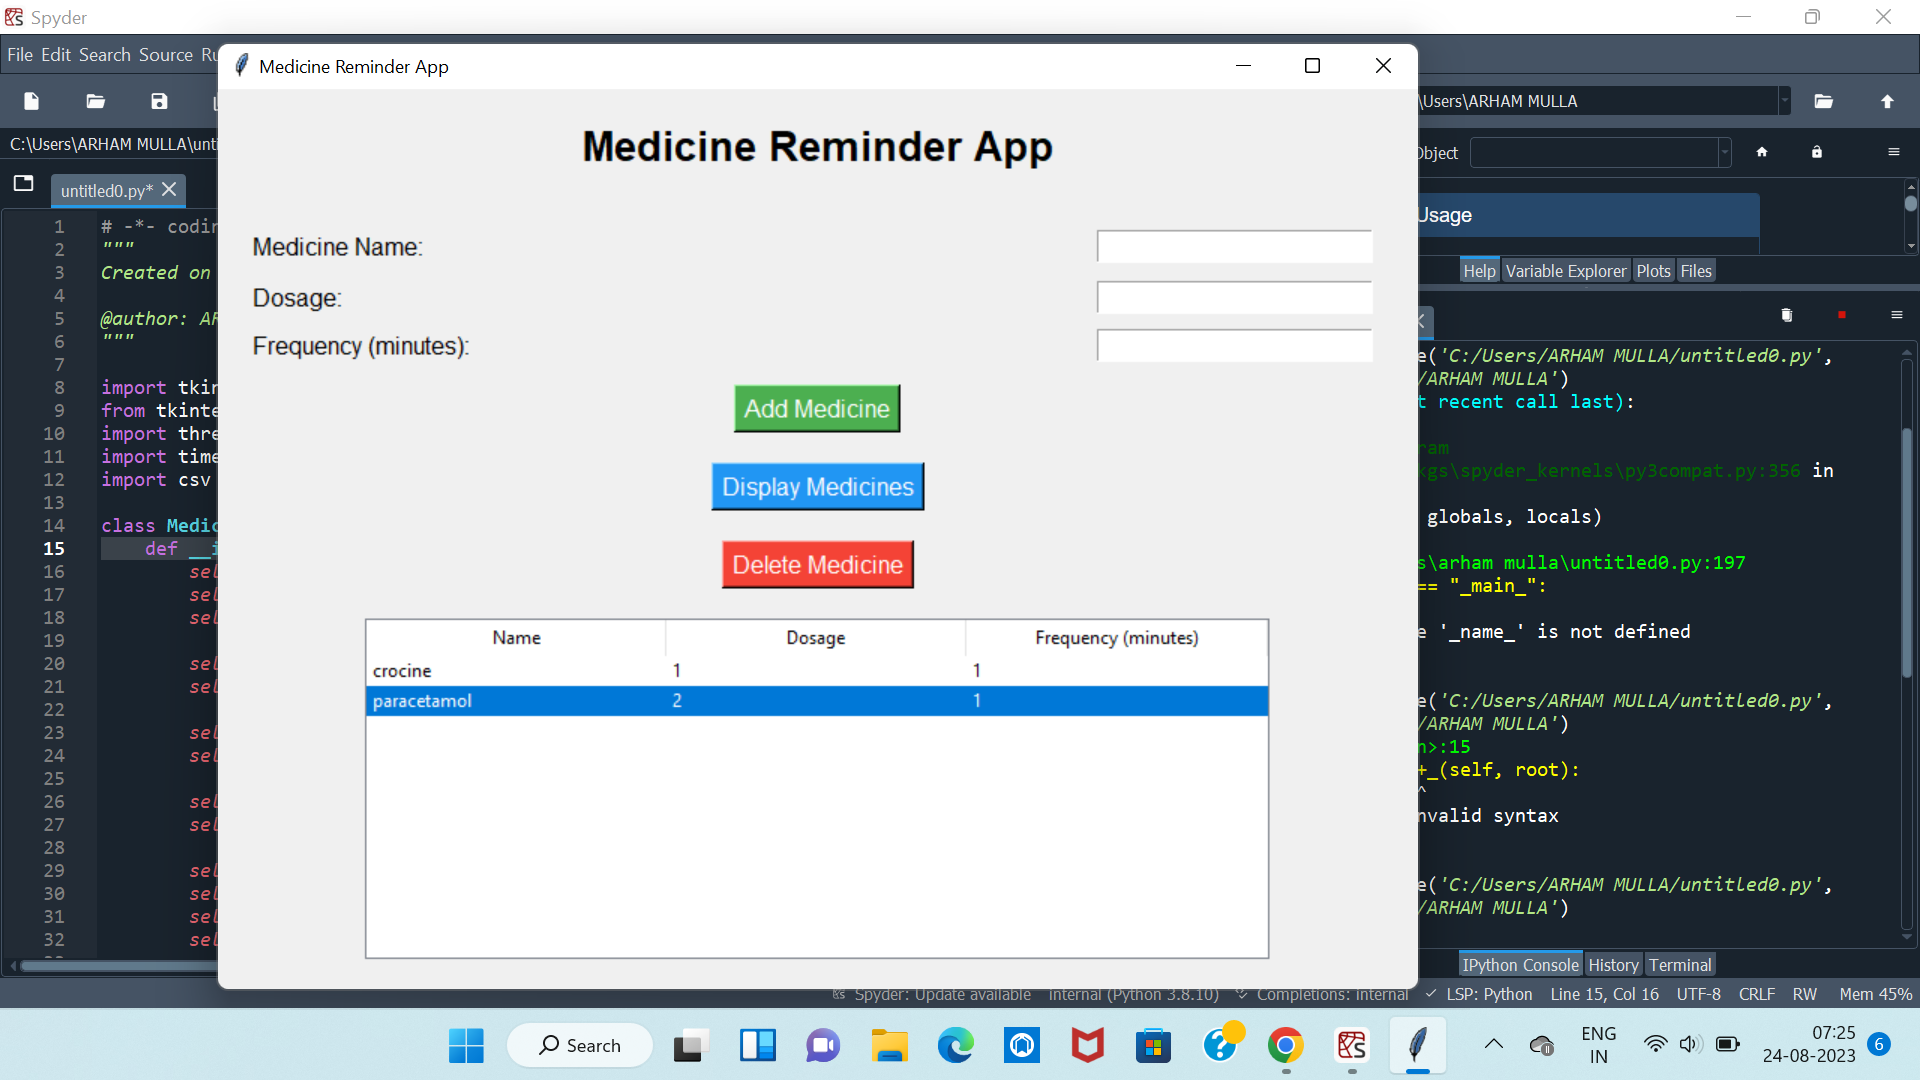 Spyder
File Edit Search Source
Medicine Reminder App
\Users\ARHAM MULLA
C:\Users\ARHAM MULLA\unti
Object
untitled0.py*
Usage
Help Variable Explorer Plots Files
Medicine Reminder App
Medicine Name:
Dosage:
Frequency (minutes):
Add Medicine
Display Medicines
Delete Medicine
Name Dosage Frequency (minutes)
crocine 1 1
paracetamol 2 1
1 # -*- codin
2 """
3 Created on
4
5 @author: AR
6 """
7
8 import tkin
9 from tkinte
10 import thre
11 import time
12 import csv
13
14 class Medic
15 def __i
16 sel
17 sel
18 sel
19
20 sel
21 sel
22
23 sel
24 sel
25
26 sel
27 sel
28
29 sel
30 sel
31 sel
32 sel
e('C:/Users/ARHAM MULLA/untitled0.py',
/ARHAM MULLA')
t recent call last):
ram
kgs\spyder_kernels\py3compat.py:356 in
globals, locals)
s\arham mulla\untitled0.py:197
== "_main_":
e '_name_' is not defined
e('C:/Users/ARHAM MULLA/untitled0.py',
/ARHAM MULLA')
n>:15
+_(self, root):
^
nvalid syntax
e('C:/Users/ARHAM MULLA/untitled0.py',
/ARHAM MULLA')
IPython Console History Terminal
Spyder: Update available internal (Python 3.8.10) Completions: internal LSP: Python Line 15, Col 16 UTF-8 CRLF RW Mem 45%
Search
ENG
IN
07:25
24-08-2023
6